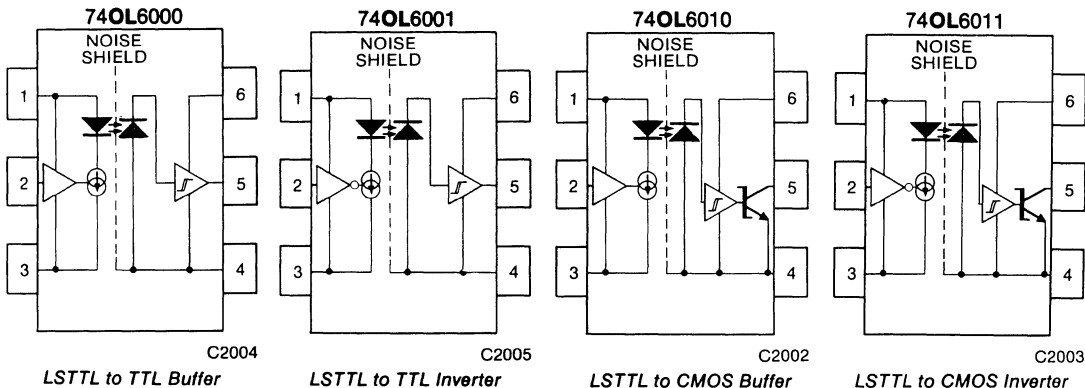 74OL6000
NOISE
SHIELD
1
2
3
6
5
4
C2004
LSTTL to TTL Buffer
74OL6001
NOISE
SHIELD
1
2
3
6
5
4
C2005
LSTTL to TTL Inverter
74OL6010
NOISE
SHIELD
1
2
3
6
5
4
C2002
LSTTL to CMOS Buffer
74OL6011
NOISE
SHIELD
1
2
3
6
5
4
C2003
LSTTL to CMOS Inverter